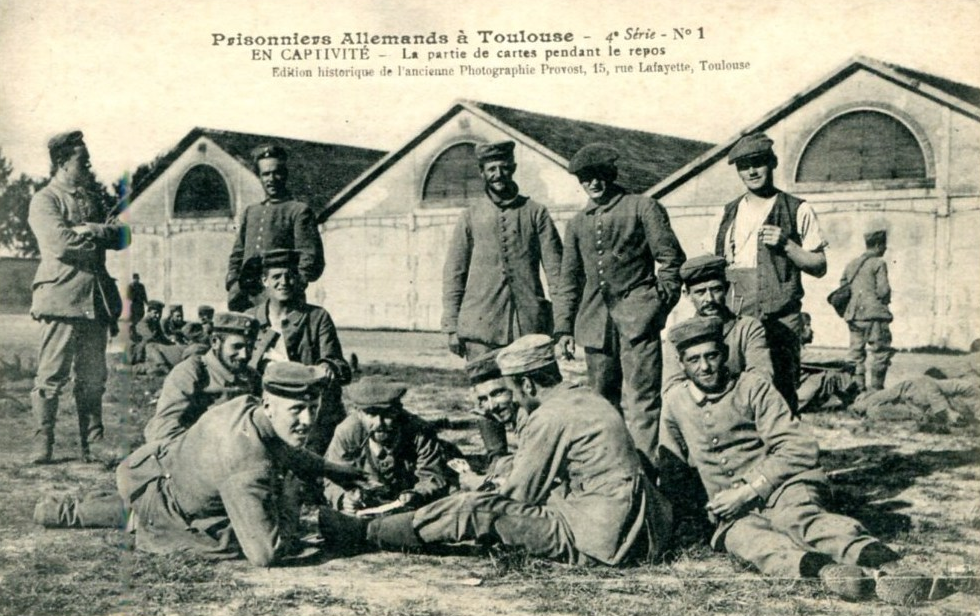 Prisonniers Allemands à Toulouse - 4e Série - N° 1
EN CAPTIVITÉ - La partie de cartes pendant le repos
Edition historique de l'ancienne Photographie Provost, 15, rue Lafayette, Toulouse